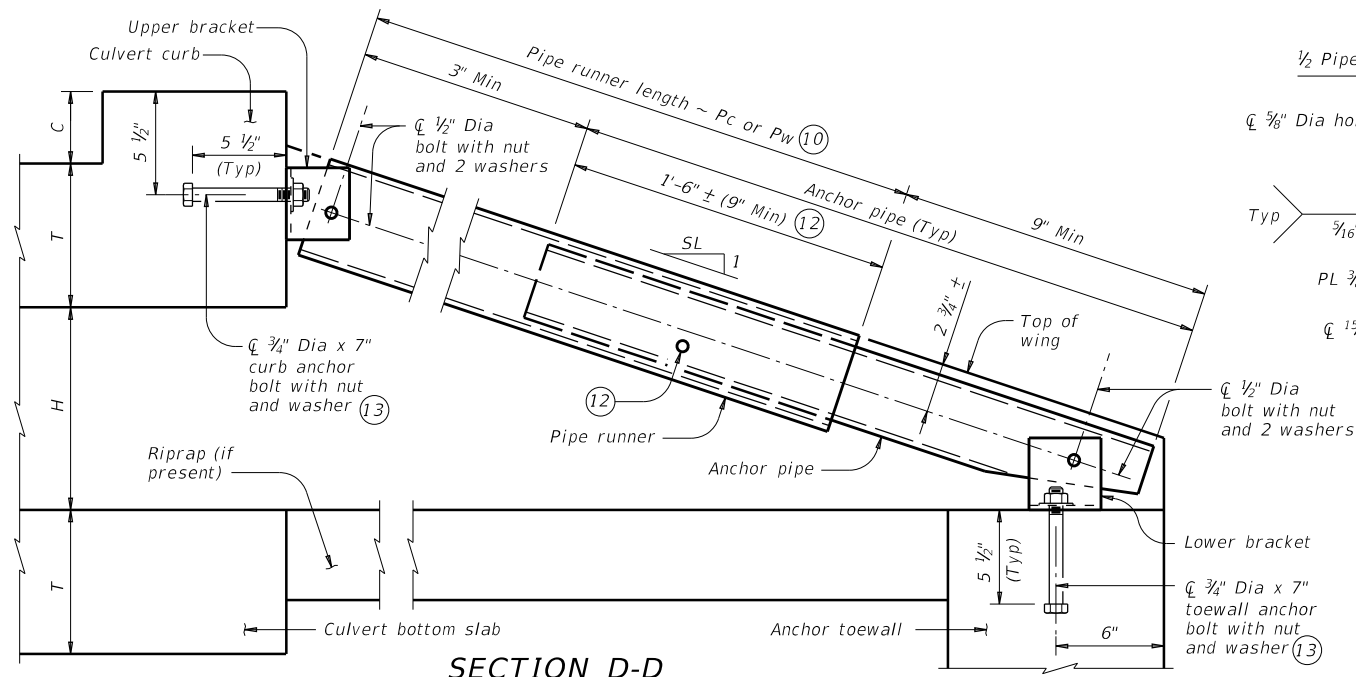 Upper bracket
Culvert curb
C
5 ½"
5 ½"
(Typ)
T
H
T
3" Min
Pipe runner length ~ Pc or Pw 10
℄ ½" Dia
bolt with nut
and 2 washers
1'-6" ± (9" Min) 12
Anchor pipe (Typ)
9" Min
SL
1
2 ¾" ±
Top of
wing
℄ ¾" Dia x 7"
curb anchor
bolt with nut
and washer 13
12
Pipe runner
Anchor pipe
℄ ½" Dia
bolt with nut
and 2 washers
Riprap (if
present)
5 ½"
(Typ)
Lower bracket
℄ ¾" Dia x 7"
toewall anchor
bolt with nut
and washer 13
6"
Culvert bottom slab
Anchor toewall
SECTION D-D
½ Pipe
℄ ⅝" Dia ho
Typ
5/16"
PL
℄